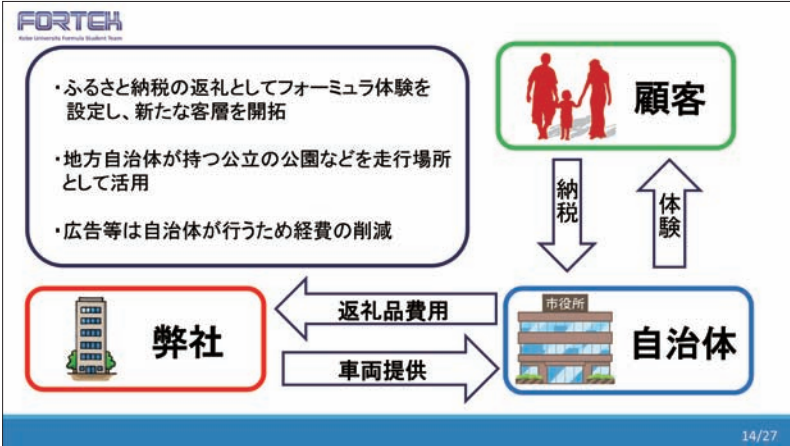 FORTEK
Kobe University Formula Student Team
・ふるさと納税の返礼としてフォーミュラ体験を
設定し、新たな客層を開拓
・地方自治体が持つ公立の公園などを走行場所
として活用
・広告等は自治体が行うため経費の削減
顧客
納税
体験
弊社
返礼品費用
車両提供
市役所
自治体
14/27